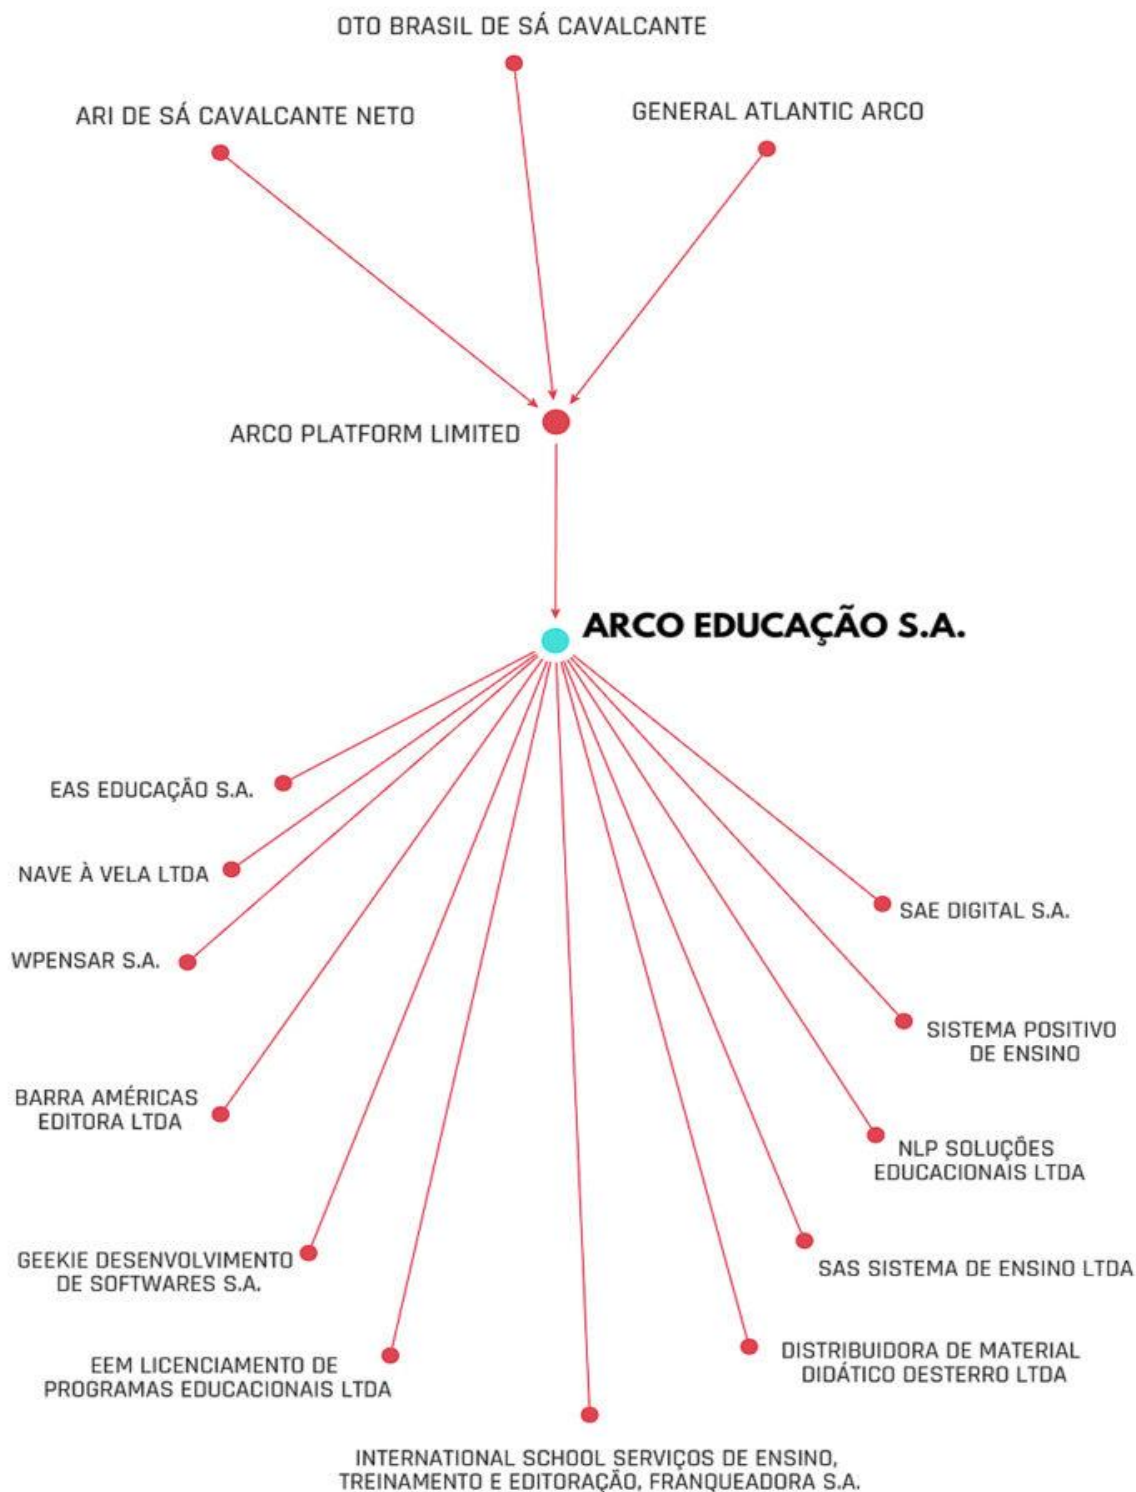 OTO BRASIL DE SÁ CAVALCANTE
ARI DE SÁ CAVALCANTE NETO
GENERAL ATLANTIC ARCO
ARCO PLATFORM LIMITED
ARCO EDUCAÇÃO S.A.
EAS EDUCAÇÃO S.A.
NAVE À VELA LTDA
WPENSAR S.A.
BARRA AMÉRICAS
EDITORA LTDA
GEEKIE DESENVOLVIMENTO
DE SOFTWARES S.A.
EEM LICENCIAMENTO DE
PROGRAMAS EDUCACIONAIS LTDA
INTERNATIONAL SCHOOL SERVIÇOS DE ENSINO,
TREINAMENTO E EDITORAÇÃO, FRANQUEADORA S.A.
DISTRIBUIDORA DE MATERIAL
DIDÁTICO DESTERRO LTDA
SAS SISTEMA DE ENSINO LTDA
NLP SOLUÇÕES
EDUCACIONAIS LTDA
SISTEMA POSITIVO
DE ENSINO
SAE DIGITAL S.A.